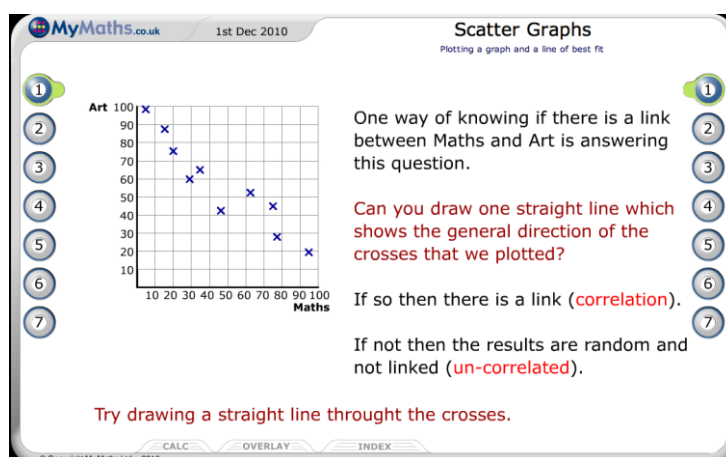 MyMaths.co.uk
1st Dec 2010
Scatter Graphs
Plotting a graph and a line of best fit
1
2
3
4
5
6
7
Art 100
90
80
70
60
50
40
30
20
10
10 20 30 40 50 60 70 80 90 100
Maths
One way of knowing if there is a link
between Maths and Art is answering
this question.
Can you draw one straight line which
shows the general direction of the
crosses that we plotted?
If so then there is a link (correlation).
If not then the results are random and
not linked (un-correlated).
1
2
3
4
5
6
7
Try drawing a straight line throught the crosses.
CALC
OVERLAY
INDEX